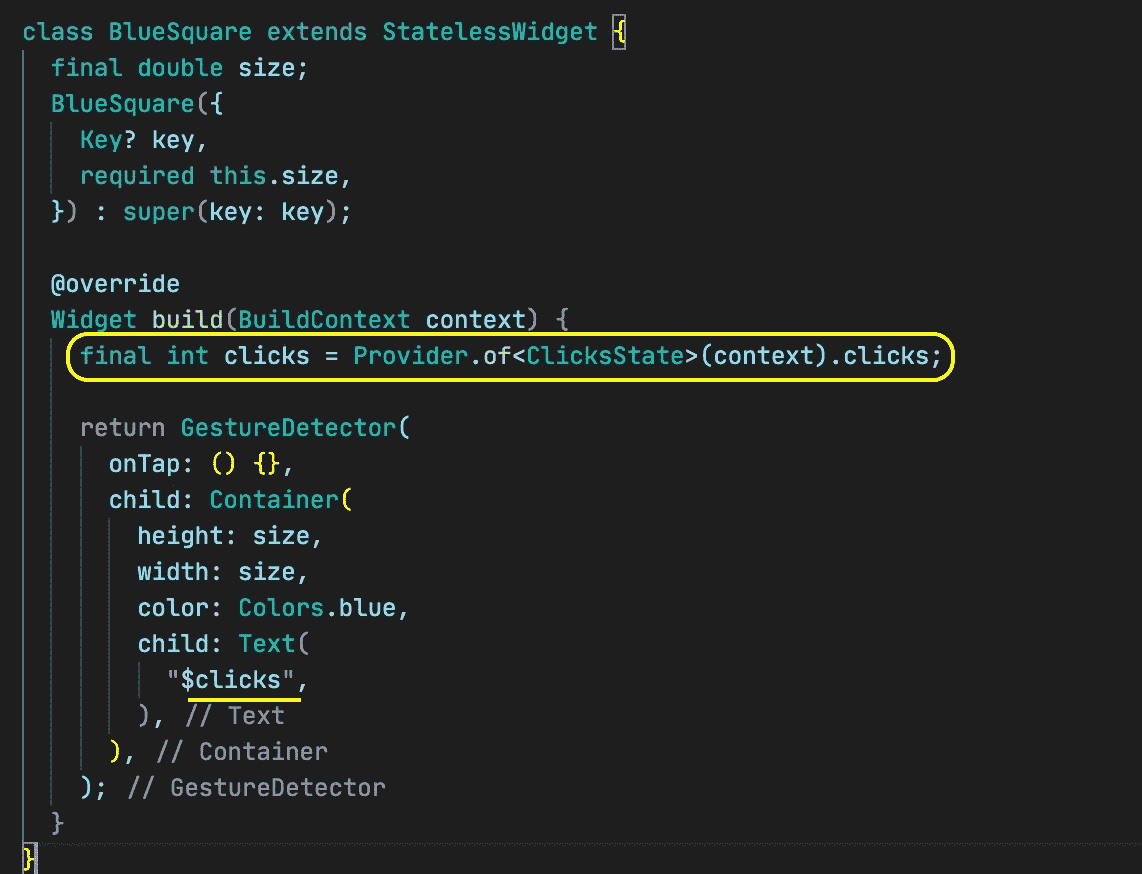 class BlueSquare extends StatelessWidget {
  final double size;
  BlueSquare({
    Key? key,
    required this.size,
  }) : super(key: key);

  @override
  Widget build(BuildContext context) {
    final int clicks = Provider.of<ClicksState>(context).clicks;

    return GestureDetector(
      onTap: () {},
      child: Container(
        height: size,
        width: size,
        color: Colors.blue,
        child: Text(
          "$clicks",
        ), // Text
      ), // Container
    ); // GestureDetector
  }
}